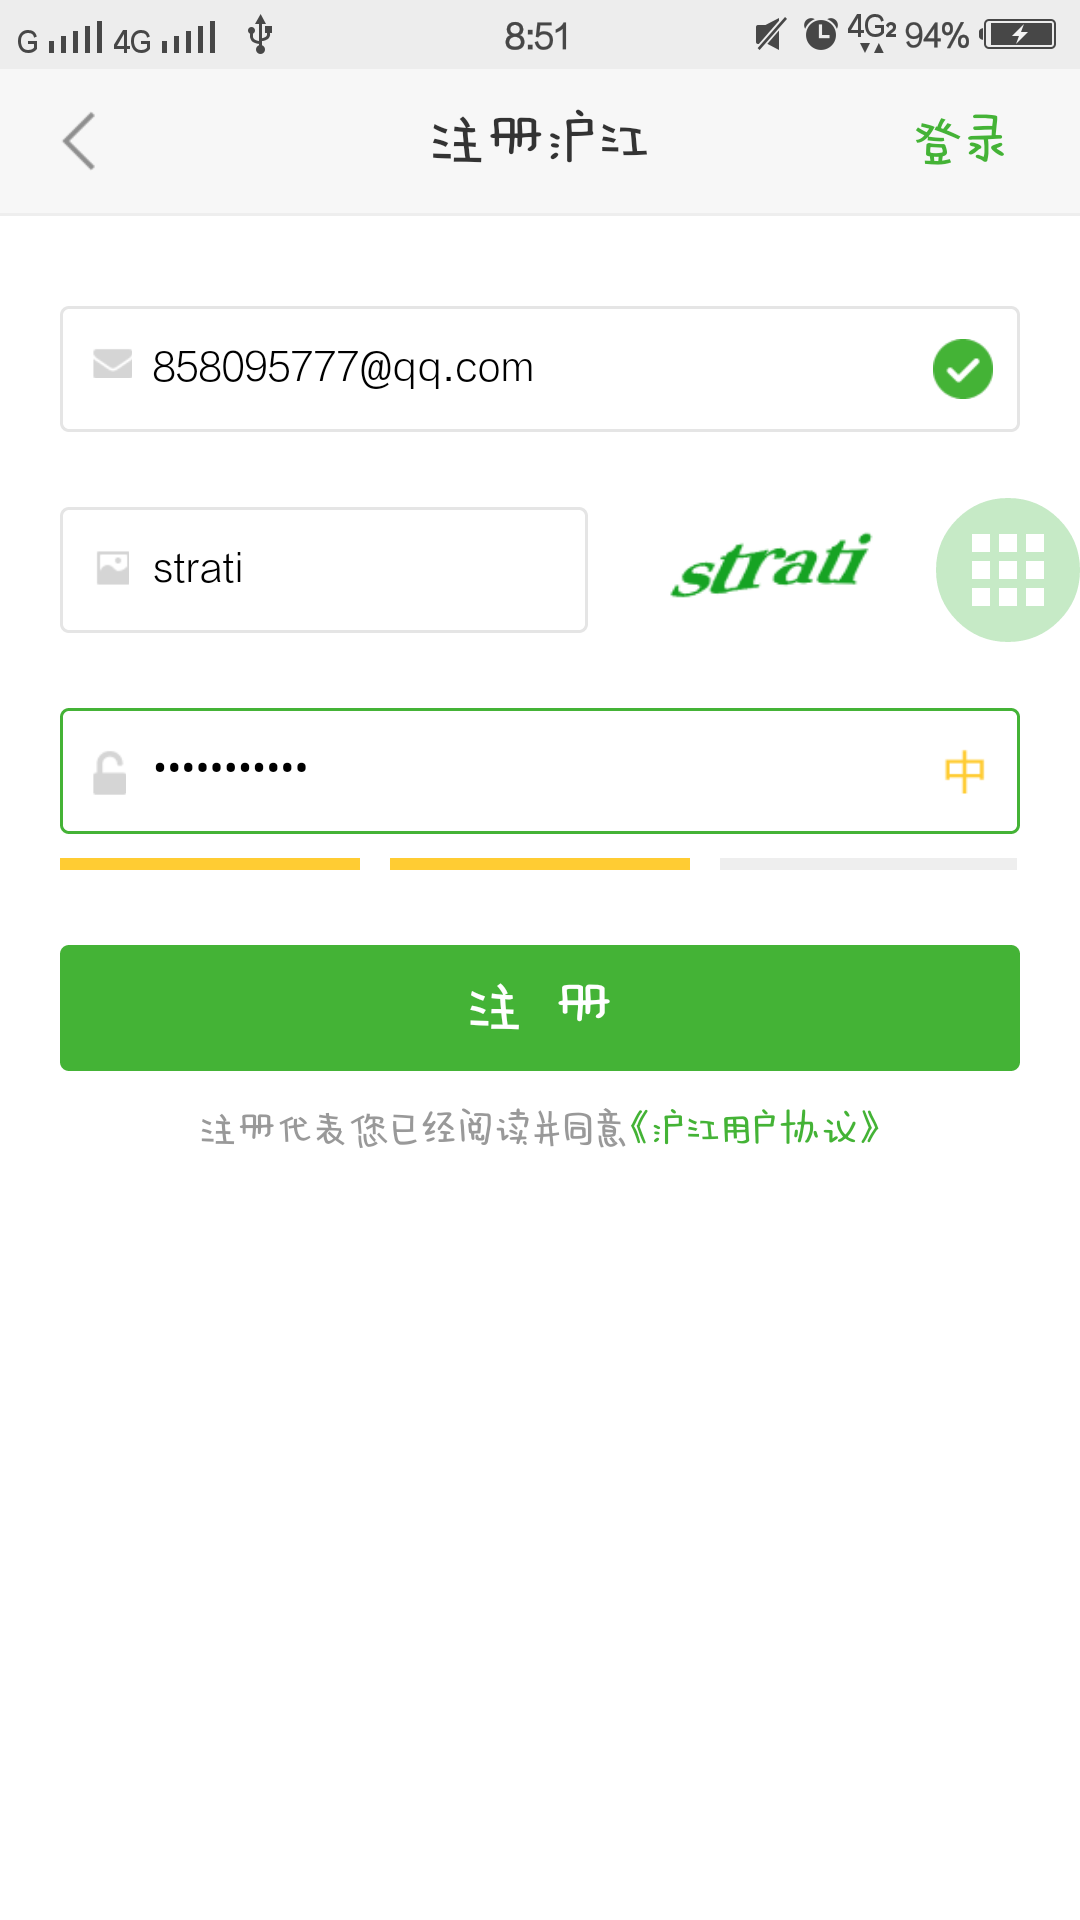 G 4G 8:51 4G2 94%
注册沪江 登录
858095777@qq.com
strati strati
••••••••••• 中
注 册
注册代表您已经阅读并同意《沪江用户协议》